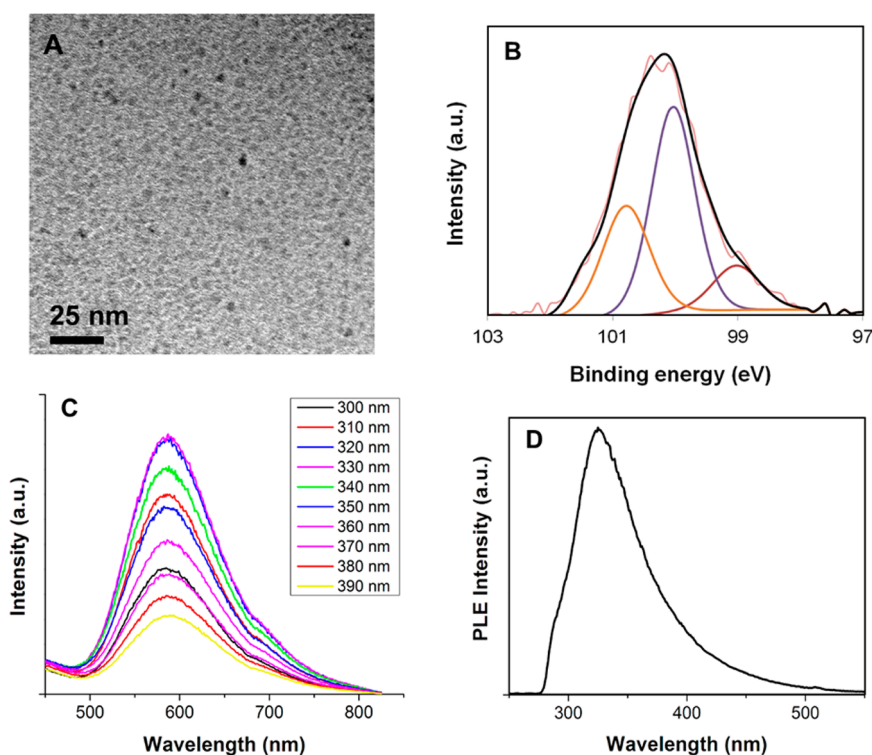 A
25 nm
B
Intensity (a.u.)
103
101
99
97
Binding energy (eV)
C
300 nm
310 nm
320 nm
330 nm
340 nm
350 nm
360 nm
370 nm
380 nm
390 nm
Intensity (a.u.)
500
600
700
800
Wavelength (nm)
D
PLE Intensity (a.u.)
300
400
500
Wavelength (nm)